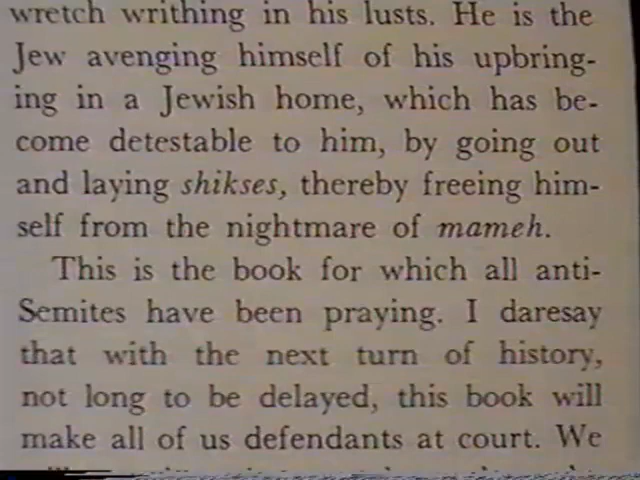 wretch writhing in his lusts. He is the
Jew avenging himself of his upbring-
ing in a Jewish home, which has be-
come detestable to him, by going out
and laying shikses, thereby freeing him-
self from the nightmare of mameh.
This is the book for which all anti-
Semites have been praying. I daresay
that with the next turn of history,
not long to be delayed, this book will
make all of us defendants at court. We